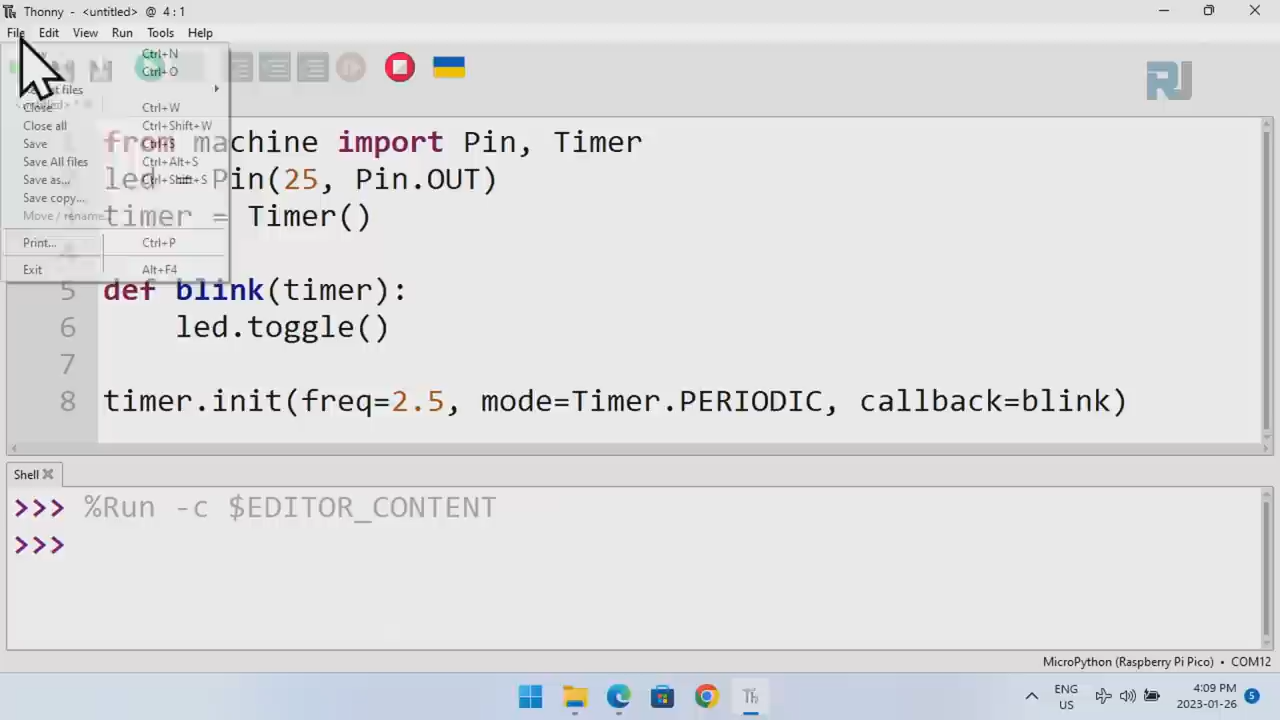 Thonny - <untitled> @ 4 : 1
File Edit View Run Tools Help
Ctrl+N
Ctrl+O
files
Close Ctrl+W
Close all Ctrl+Shift+W
Save Ctrl+S
Save All files Ctrl+Alt+S
Save as... Ctrl+Shift+S
Save copy...
Move / rename
Print... Ctrl+P
Exit Alt+F4
RJ
from machine import Pin, Timer
led = Pin(25, Pin.OUT)
timer = Timer()
5 def blink(timer):
6 led.toggle()
7
8 timer.init(freq=2.5, mode=Timer.PERIODIC, callback=blink)
Shell
>>> %Run -c $EDITOR_CONTENT
>>>
MicroPython (Raspberry Pi Pico) • COM12
Th
ENG
US
4:09 PM
2023-01-26
5